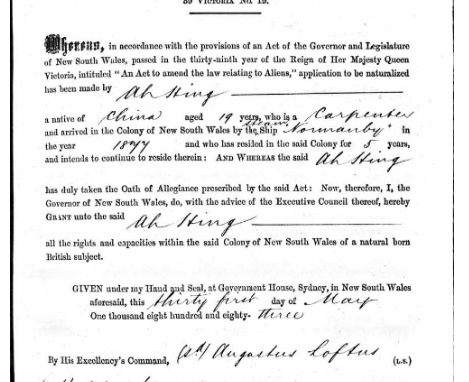 39 VICTORIA No. 19.
Whereas, in accordance with the provisions of an Act of the Governor and Legislature
of New South Wales, passed in the thirty-ninth year of the Reign of Her Majesty Queen
Victoria, intituled "An Act to amend the law relating to Aliens," application to be naturalized
has been made by Ah Hing
a native of China aged 19 years, who is a Carpenter
and arrived in the Colony of New South Wales by the steam Ship "Normanby" in
the year 1877 and who has resided in the said Colony for 5 years,
and intends to continue to reside therein: AND WHEREAS the said Ah Hing
has duly taken the Oath of Allegiance prescribed by the said Act: Now, therefore, I, the
Governor of New South Wales, do, with the advice of the Executive Council thereof, hereby
GRANT unto the said
Ah Hing
all the rights and capacities within the said Colony of New South Wales of a natural born
British subject.
GIVEN under my Hand and Seal, at Government House, Sydney, in New South Wales
aforesaid, this thirty first day of May
One thousand eight hundred and eighty- three
By His Excellency's Command, (sd) Augustus Loftus (L.S.)